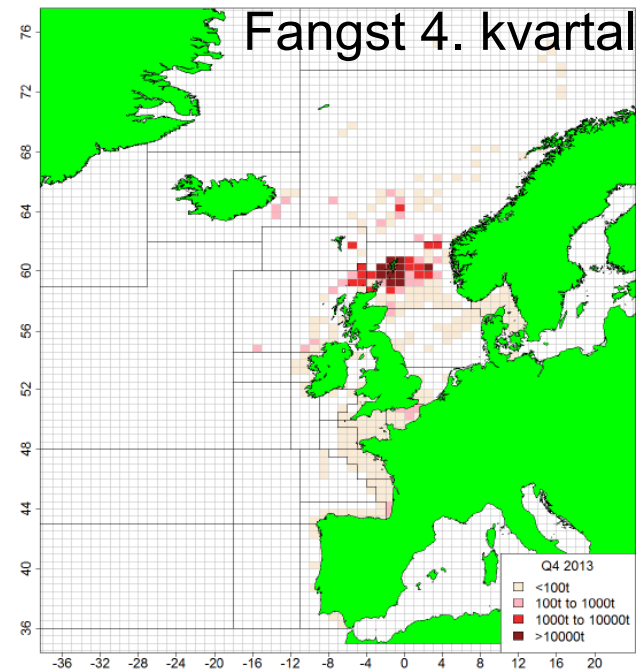 Fangst 4. kvartal
76
72
68
64
60
56
52
48
44
40
36
Q4 2013
<100t
100t to 1000t
1000t to 10000t
>10000t
-36 -32 -28 -24 -20 -16 -12 -8 -4 0 4 8 12 16 20